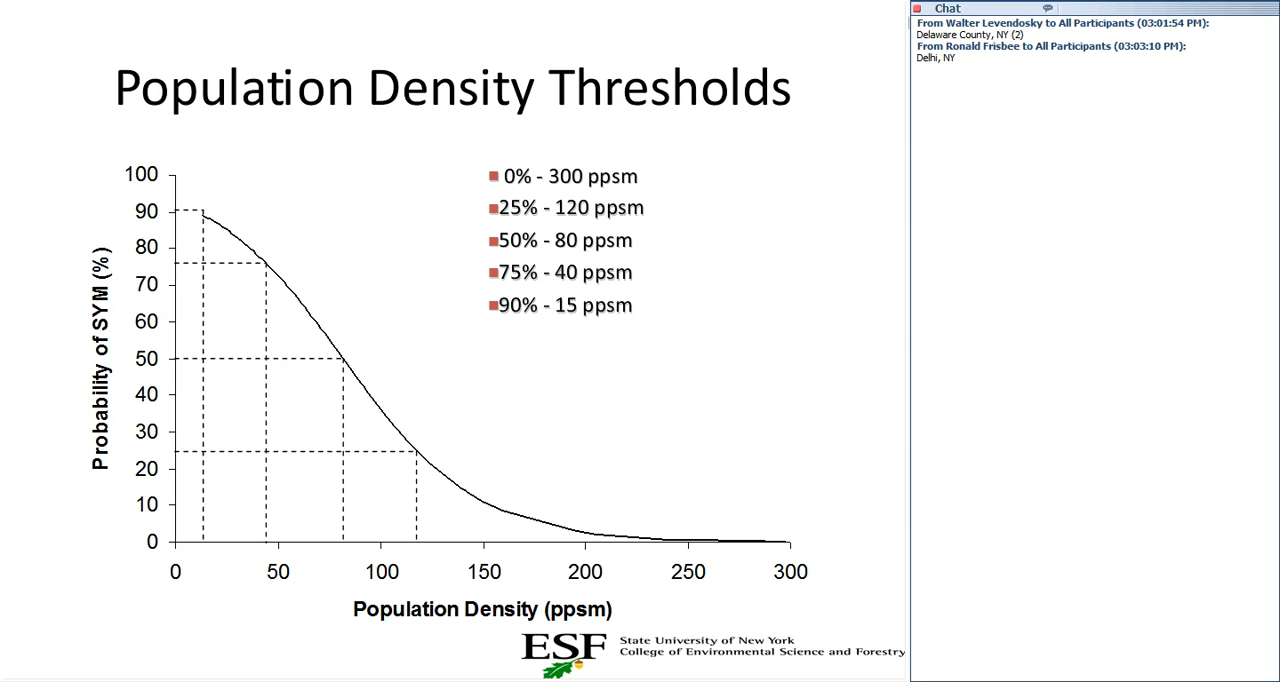 Population Density Thresholds
0% - 300 ppsm
25% - 120 ppsm
50% - 80 ppsm
75% - 40 ppsm
90% - 15 ppsm
Probability of SYM (%)
100
90
80
70
60
50
40
30
20
10
0
0 50 100 150 200 250 300
Population Density (ppsm)
ESF
State University of New York
College of Environmental Science and Forestry
Chat
From Walter Levendosky to All Participants (03:01:54 PM):
Delaware County, NY (2)
From Ronald Frisbee to All Participants (03:03:10 PM):
Delhi, NY